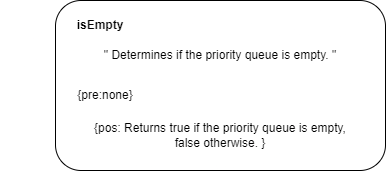 isEmpty
" Determines if the priority queue is empty. "
{pre:none}
{pos: Returns true if the priority queue is empty,
false otherwise. }